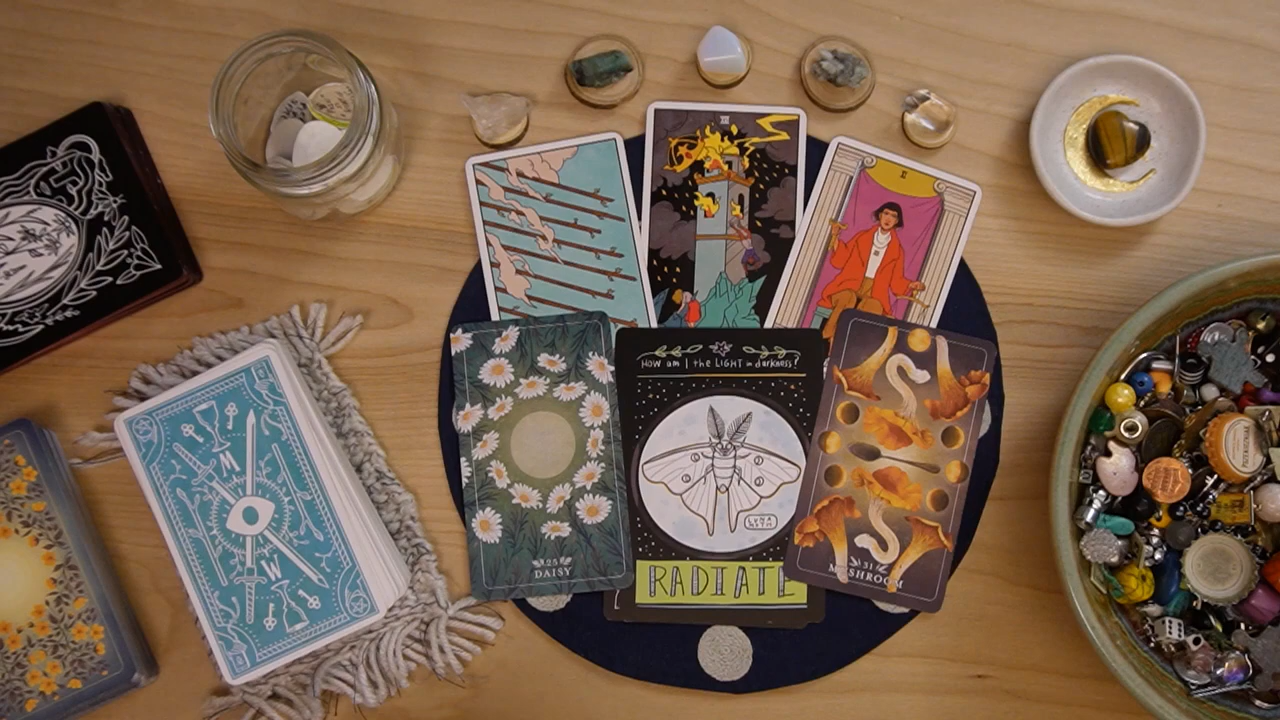 How am I the LIGHT in darkness?
LUNA
MOTH
RADIATE
25
DAISY
31
MUSHROOM
M
W